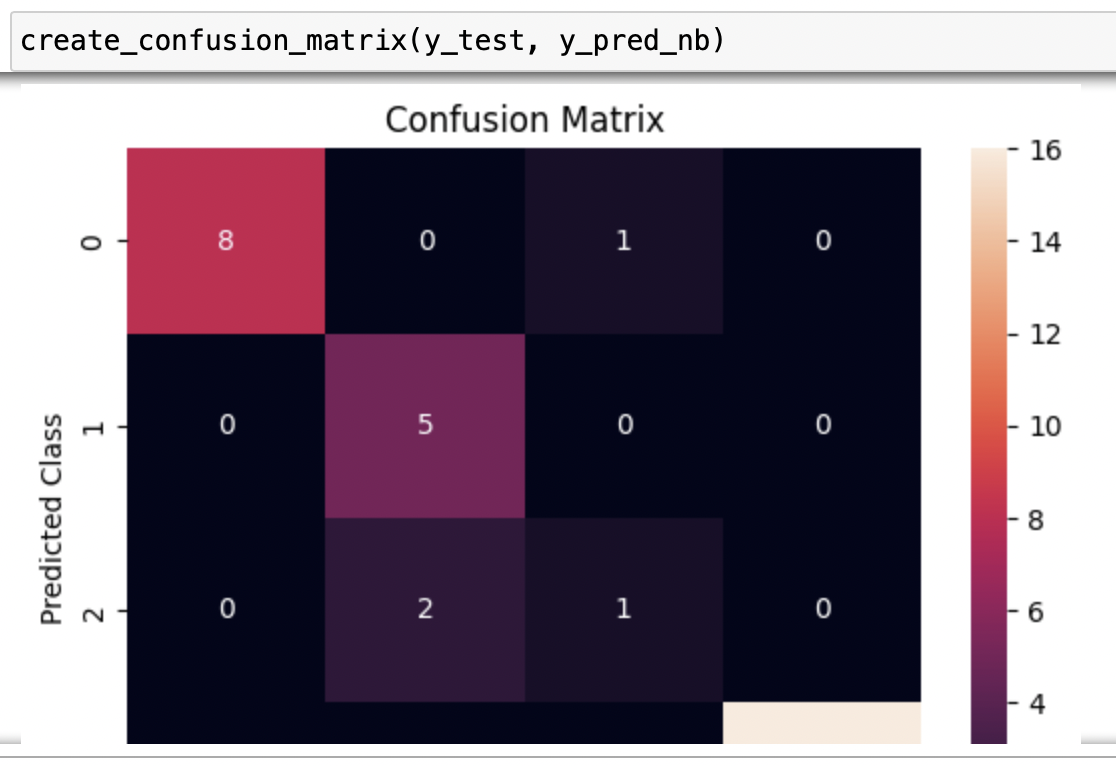 create_confusion_matrix(y_test, y_pred_nb)
Confusion Matrix
16
0 8 0 1 0 14
12
1 0 5 0 0 10
8
Predicted Class
2 0 2 1 0 6
4